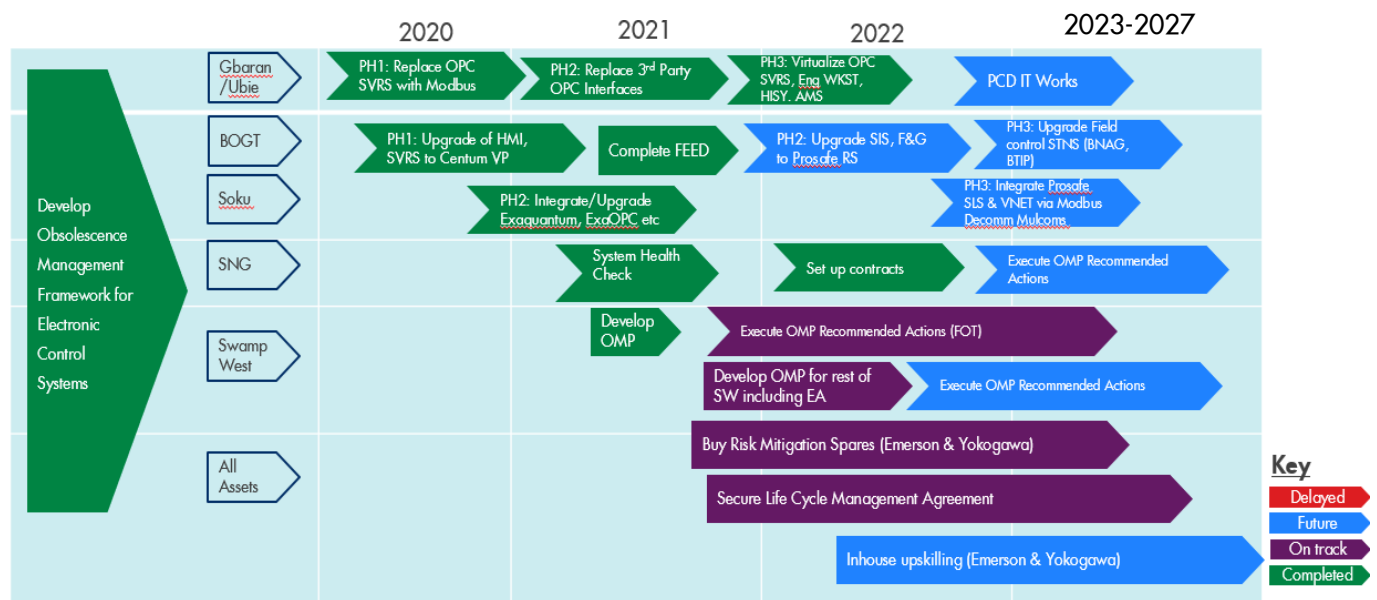 2020
2021
2022
2023-2027
Develop
Obsolescence
Management
Framework for
Electronic
Control
Systems
Gbaran
/Ubie
PH1: Replace OPC
SVRS with Modbus
PH2: Replace 3rd Party
OPC Interfaces
PH3: Virtualize OPC
SVRS, Eng WKST,
HISY. AMS
PCD IT Works
BOGT
PH1: Upgrade of HMI,
SVRS to Centum VP
Complete FEED
PH2: Upgrade SIS, F&G
to Prosafe RS
PH3: Upgrade Field
control STNS (BNAG,
BTIP)
Soku
PH2: Integrate/Upgrade
Exaquantum, ExaOPC etc
PH3: Integrate Prosafe
SLS & VNET via Modbus
Decomm Mulcoms
SNG
System Health
Check
Set up contracts
Execute OMP Recommended
Actions
Swamp
West
Develop
OMP
Execute OMP Recommended Actions (FOT)
Develop OMP for rest of
SW including EA
Execute OMP Recommended Actions
All
Assets
Buy Risk Mitigation Spares (Emerson & Yokogawa)
Secure Life Cycle Management Agreement
Inhouse upskilling (Emerson & Yokogawa)
Key
Delayed
Future
On track
Completed